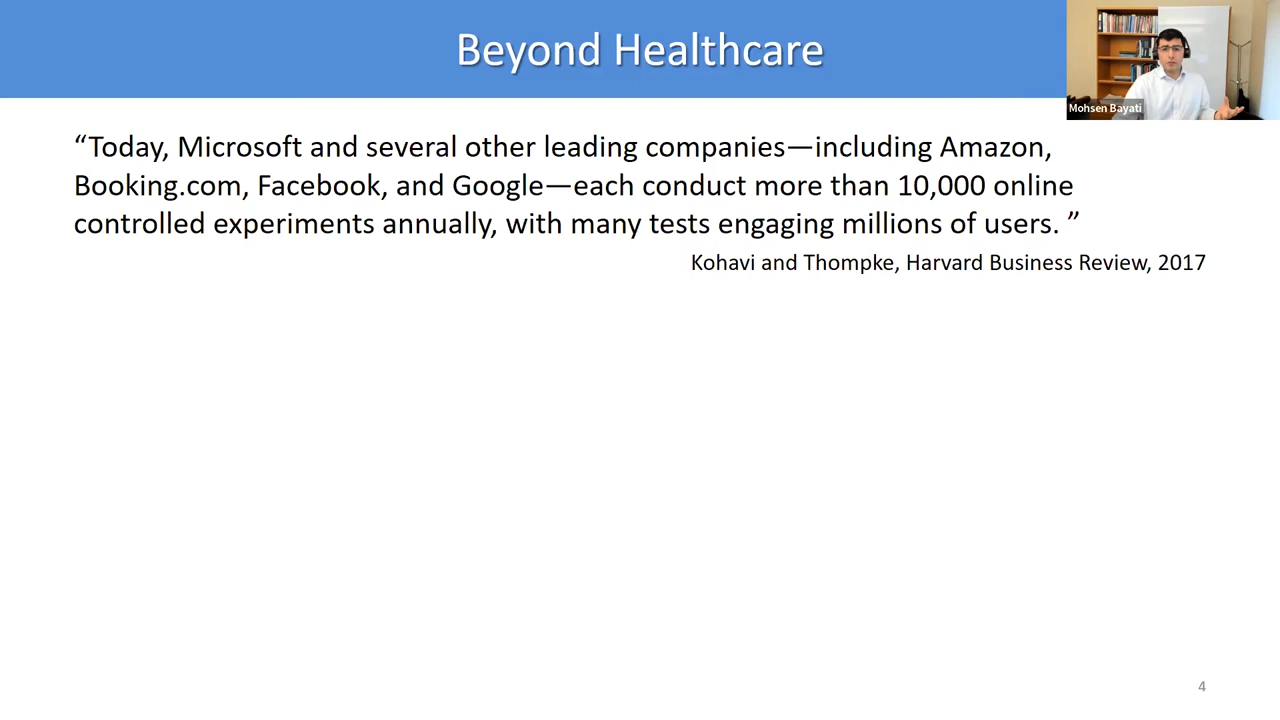 Beyond Healthcare
Mohsen Bayati
“Today, Microsoft and several other leading companies—including Amazon,
Booking.com, Facebook, and Google—each conduct more than 10,000 online
controlled experiments annually, with many tests engaging millions of users. ”
Kohavi and Thompke, Harvard Business Review, 2017
4